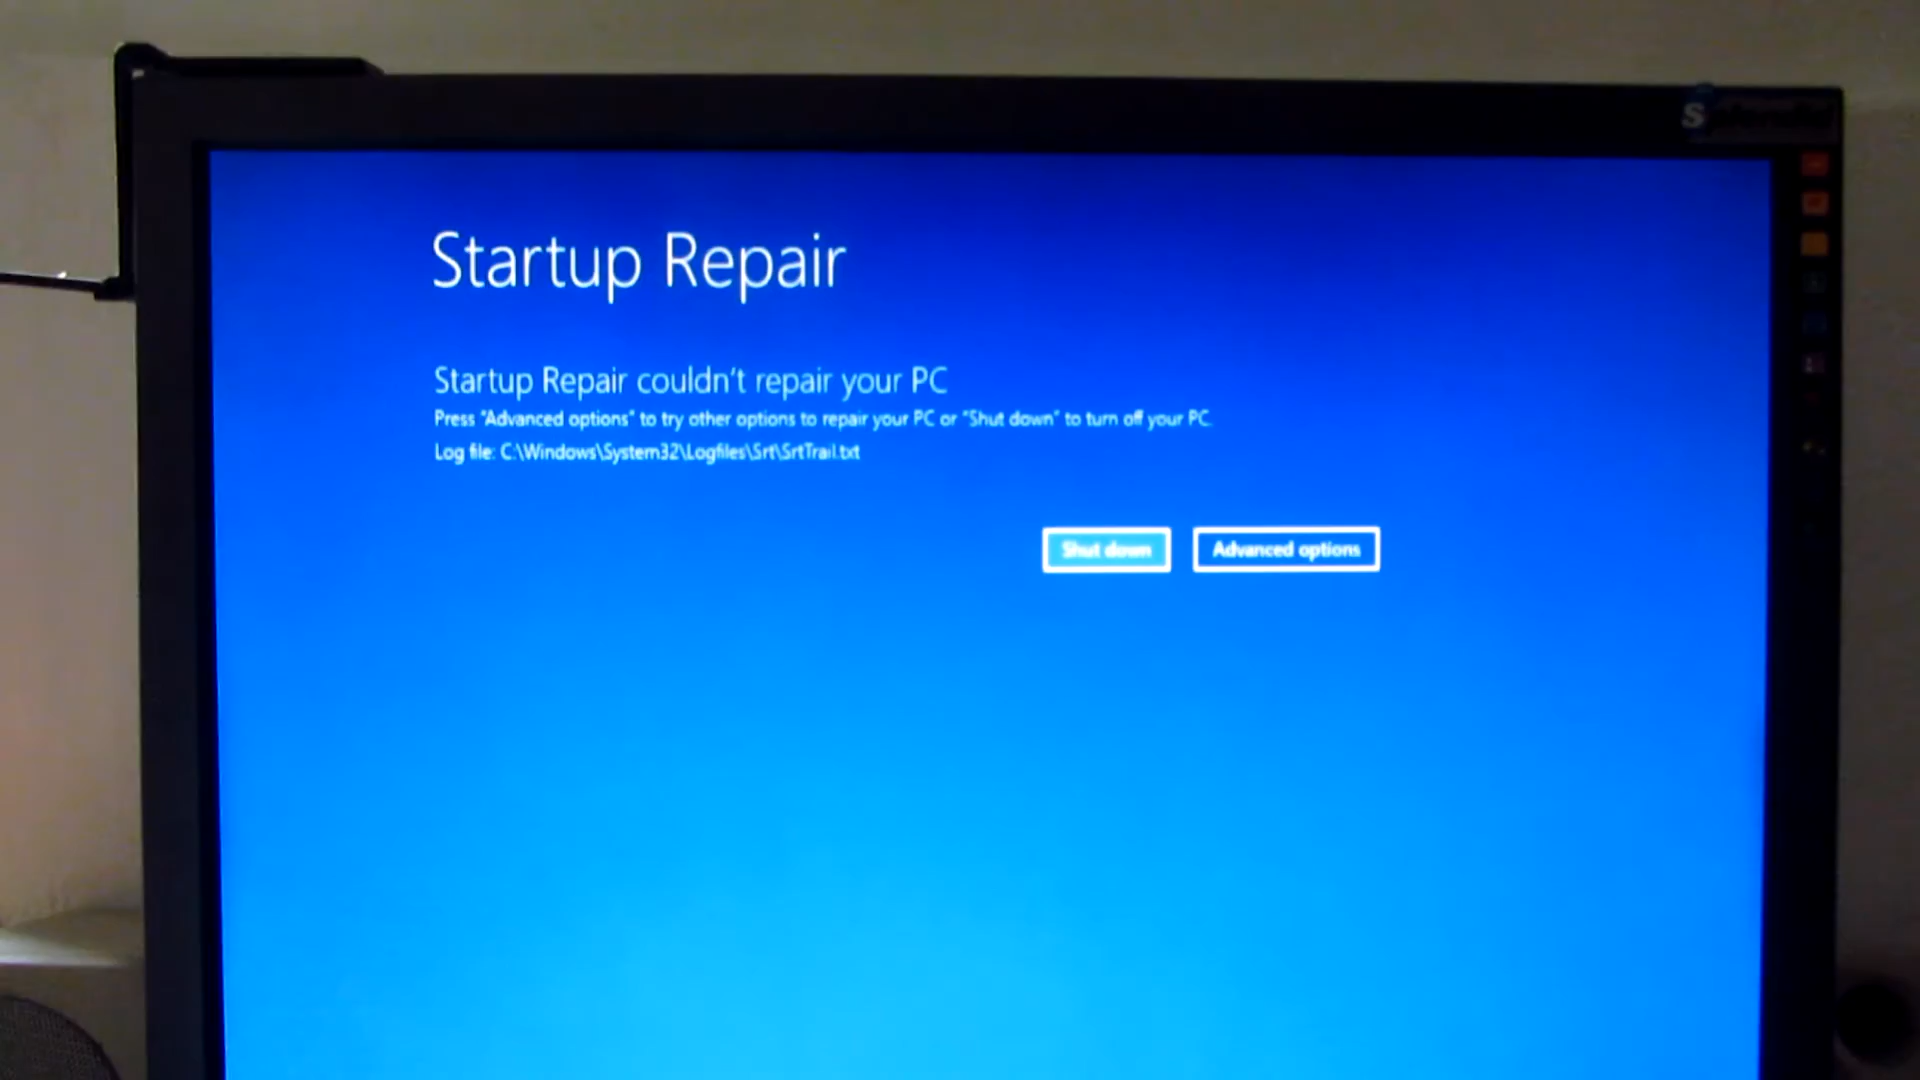 Startup Repair
Startup Repair couldn't repair your PC
Press "Advanced options" to try other options to repair your PC or "Shut down" to turn off your PC.
Log file: C:\Windows\System32\Logfiles\Srt\SrtTrail.txt
Shut down
Advanced options